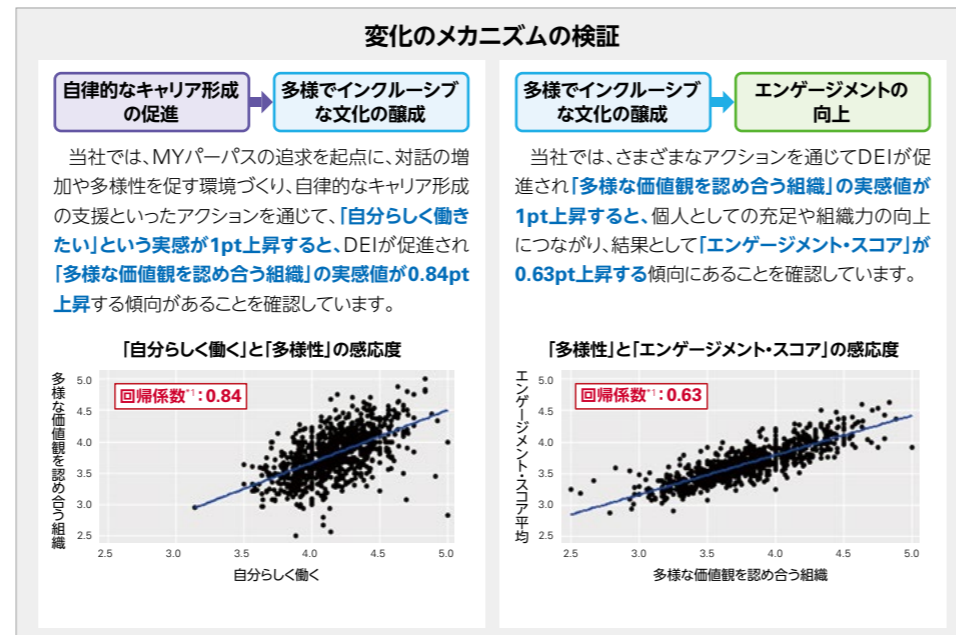 変化のメカニズムの検証
自律的なキャリア形成
の促進
多様でインクルーシブ
な文化の醸成
当社では、MYパーパスの追求を起点に、対話の増
加や多様性を促す環境づくり、自律的なキャリア形成
の支援といったアクションを通じて、「自分らしく働き
たい」という実感が1pt上昇すると、DEIが促進され
「多様な価値観を認め合う組織」の実感値が0.84pt
上昇する傾向があることを確認しています。
「自分らしく働く」と「多様性」の感応度
多様な価値観を認め合う組織
回帰係数*1:0.84
5.0
4.5
4.0
3.5
3.0
2.5
2.5 3.0 3.5 4.0 4.5 5.0
自分らしく働く
多様でインクルーシブ
な文化の醸成
エンゲージメントの
向上
当社では、さまざまなアクションを通じてDEIが促
進され「多様な価値観を認め合う組織」の実感値が
1pt上昇すると、個人としての充足や組織力の向上
につながり、結果として「エンゲージメント・スコア」が
0.63pt上昇する傾向にあることを確認しています。
「多様性」と「エンゲージメント・スコア」の感応度
エンゲージメント・スコア平均
回帰係数*1:0.63
5.0
4.5
4.0
3.5
3.0
2.5
2.5 3.0 3.5 4.0 4.5 5.0
多様な価値観を認め合う組織